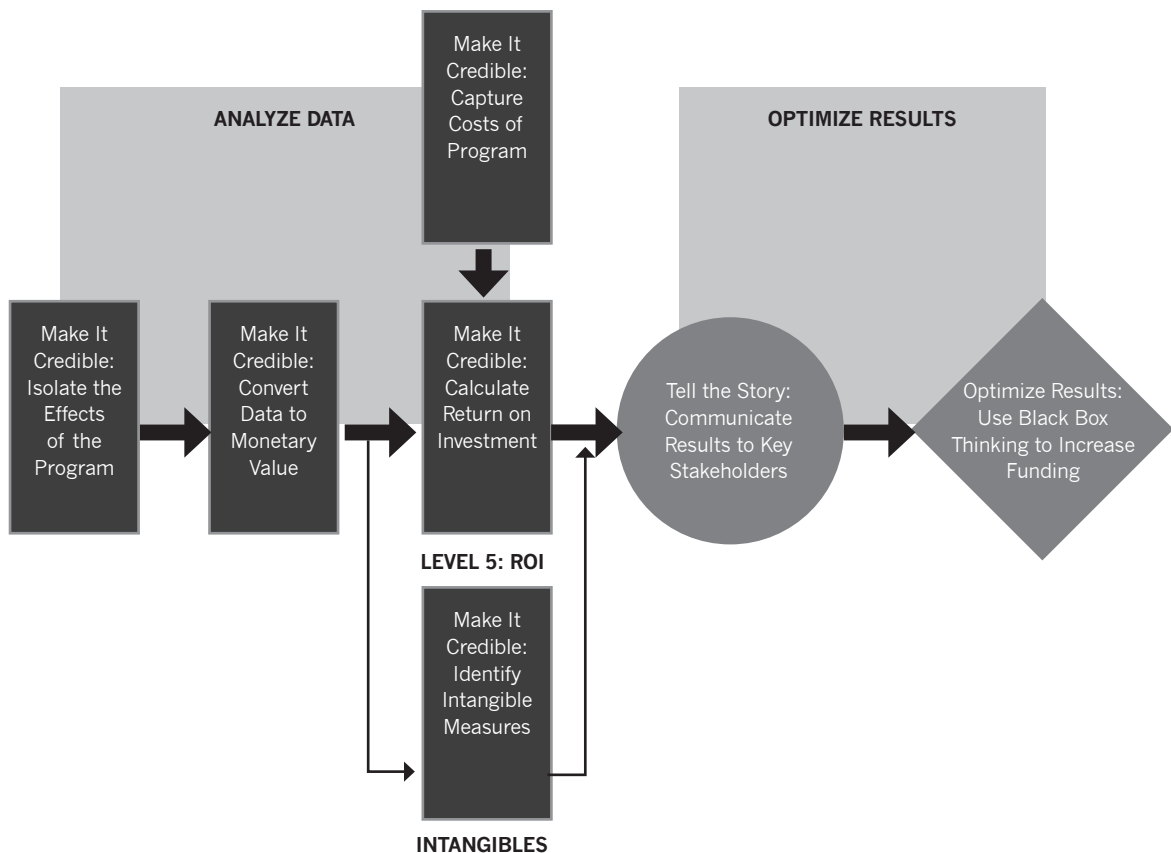 Make It
Credible:
Capture
Costs of
Program
ANALYZE DATA
OPTIMIZE RESULTS
Make It
Credible:
Isolate the
Effects
of the
Program
Make It
Credible:
Convert
Data to
Monetary
Value
Make It
Credible:
Calculate
Return on
Investment
Tell the Story:
Communicate
Results to Key
Stakeholders
Optimize Results:
Use Black Box
Thinking to Increase
Funding
LEVEL 5: ROI
Make It
Credible:
Identify
Intangible
Measures
INTANGIBLES